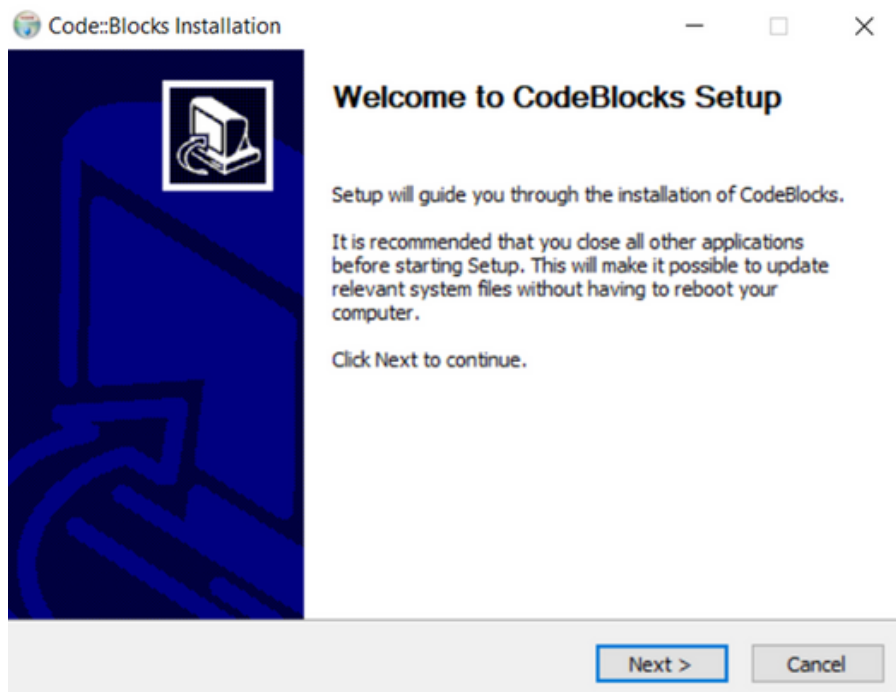 Code::Blocks Installation
Welcome to CodeBlocks Setup
Setup will guide you through the installation of CodeBlocks.
It is recommended that you close all other applications
before starting Setup. This will make it possible to update
relevant system files without having to reboot your
computer.
Click Next to continue.
Next >
Cancel